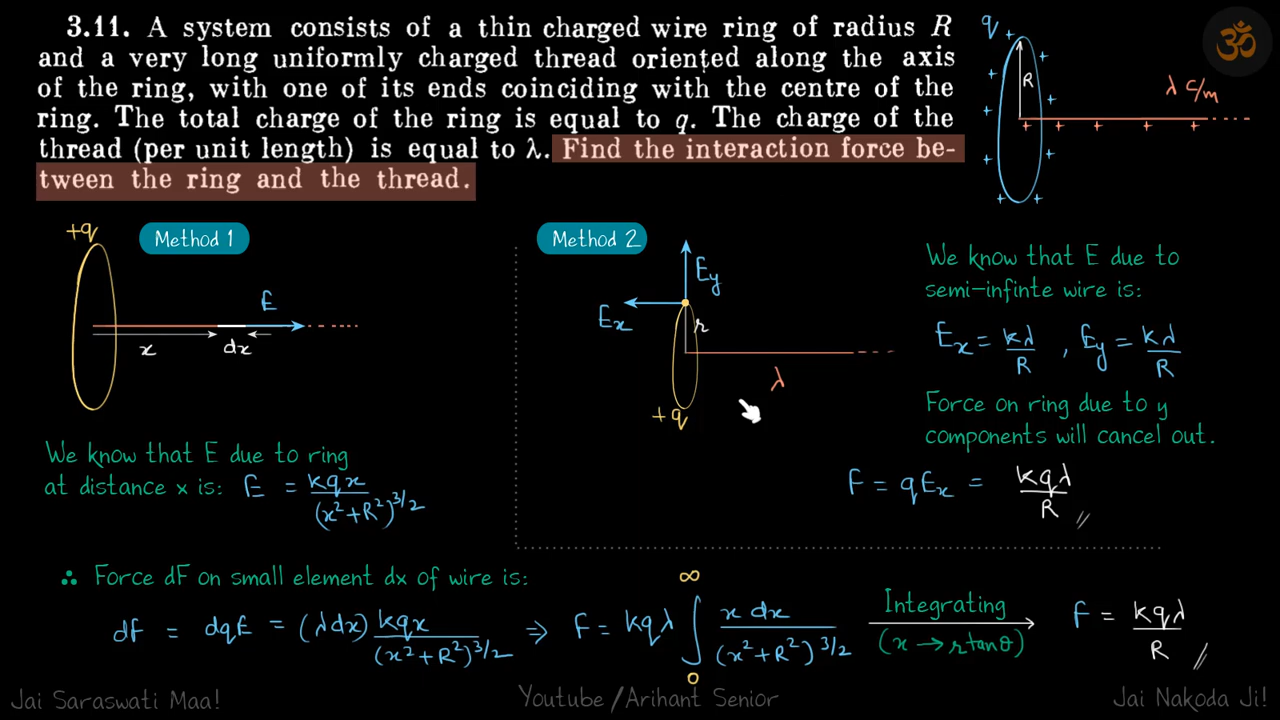 3.11. A system consists of a thin charged wire ring of radius R
and a very long uniformly charged thread oriented along the axis
of the ring, with one of its ends coinciding with the centre of the
ring. The total charge of the ring is equal to q. The charge of the
thread (per unit length) is equal to λ. Find the interaction force be-
tween the ring and the thread.
ॐ
q
+ + + + + + + + +
R
λ C/m
+ + + + +
Method 1
+q
E
x
dx
We know that E due to ring
at distance x is: E = kqx/(x²+R²)^3/2
Method 2
Ey
Ex
r
λ
+q
We know that E due to
semi-infinte wire is:
Ex = kλ/R , Ey = kλ/R
Force on ring due to y
components will cancel out.
F = qEx = kqλ/R //
∴ Force dF on small element dx of wire is:
dF = dqE = (λdx) kqx/(x²+R²)^3/2 ⇒ F = kqλ ∫₀^∞ x dx/(x²+R²)^3/2 Integrating (x → rtanθ) F = kqλ/R //
Jai Saraswati Maa!
Youtube /Arihant Senior
Jai Nakoda Ji!